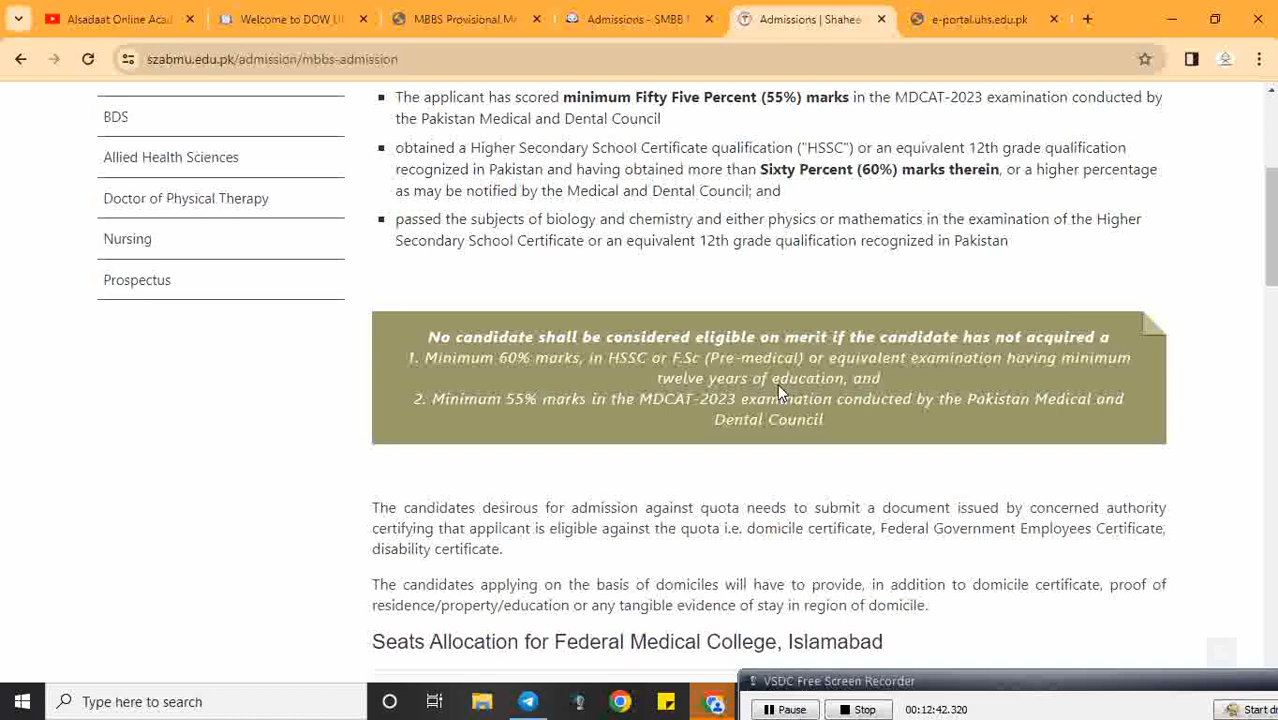 Alsadaat Online Acad
Welcome to DOW U
MBBS Provisional Me
Admissions - SMBB
Admissions | Shahee
e-portal.uhs.edu.pk
szabmu.edu.pk/admission/mbbs-admission
BDS
Allied Health Sciences
Doctor of Physical Therapy
Nursing
Prospectus
The applicant has scored minimum Fifty Five Percent (55%) marks in the MDCAT-2023 examination conducted by
the Pakistan Medical and Dental Council
obtained a Higher Secondary School Certificate qualification ("HSSC") or an equivalent 12th grade qualification
recognized in Pakistan and having obtained more than Sixty Percent (60%) marks therein, or a higher percentage
as may be notified by the Medical and Dental Council; and
passed the subjects of biology and chemistry and either physics or mathematics in the examination of the Higher
Secondary School Certificate or an equivalent 12th grade qualification recognized in Pakistan
No candidate shall be considered eligible on merit if the candidate has not acquired a
1. Minimum 60% marks, in HSSC or F.Sc (Pre-medical) or equivalent examination having minimum
twelve years of education, and
2. Minimum 55% marks in the MDCAT-2023 examination conducted by the Pakistan Medical and
Dental Council
The candidates desirous for admission against quota needs to submit a document issued by concerned authority
certifying that applicant is eligible against the quota i.e. domicile certificate, Federal Government Employees Certificate,
disability certificate.
The candidates applying on the basis of domiciles will have to provide, in addition to domicile certificate, proof of
residence/property/education or any tangible evidence of stay in region of domicile.
Seats Allocation for Federal Medical College, Islamabad
VSDC Free Screen Recorder
Type here to search
Pause
Stop
00:12:42.320
Start d